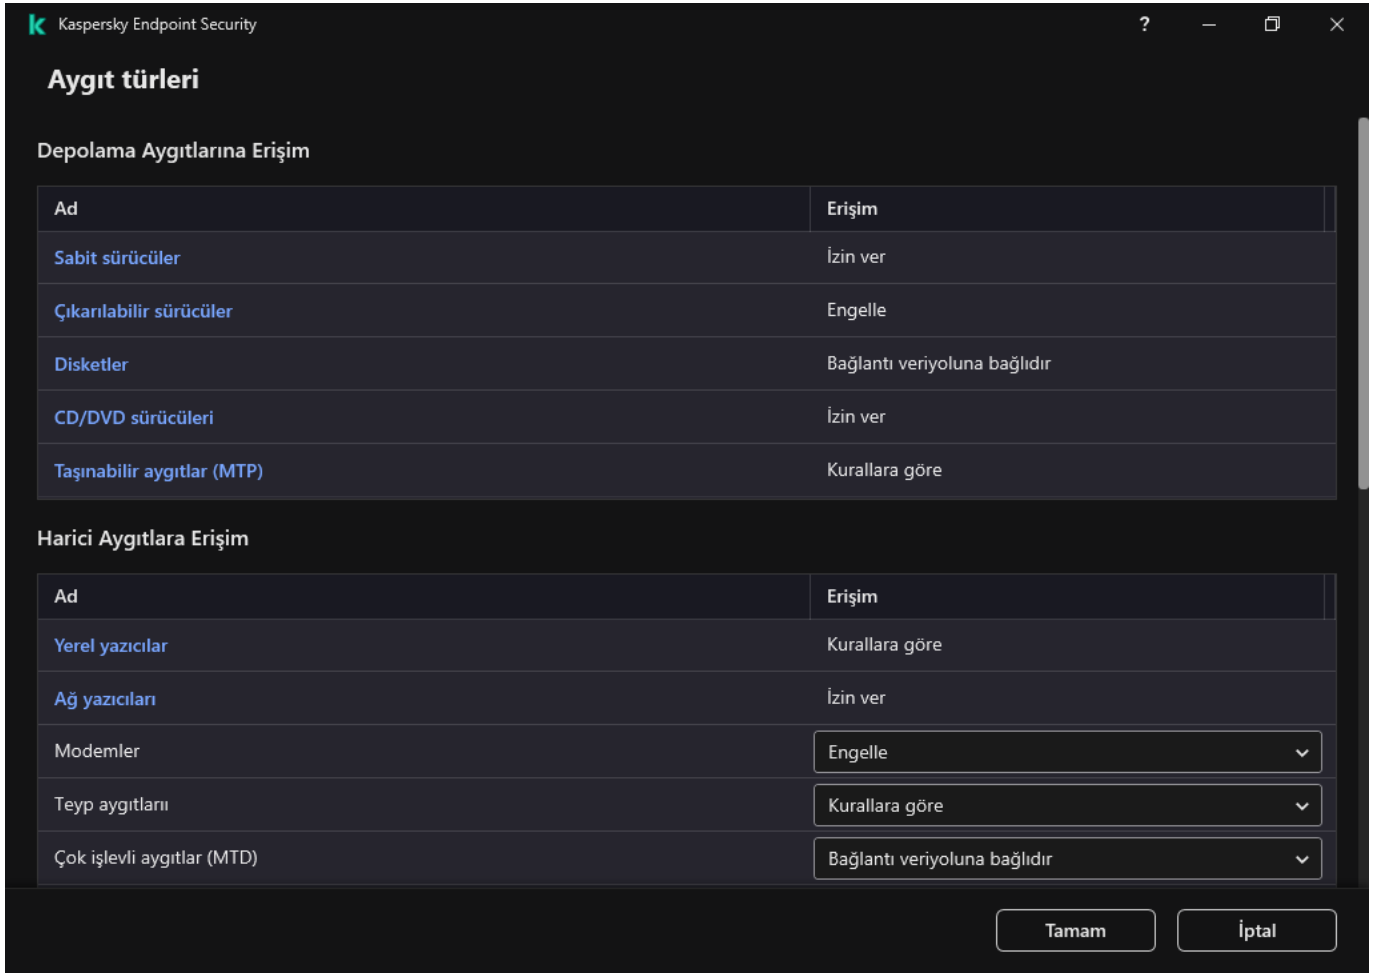 Kaspersky Endpoint Security
?
Aygıt türleri
Depolama Aygıtlarına Erişim
Ad Erişim
Sabit sürücüler İzin ver
Çıkarılabilir sürücüler Engelle
Disketler Bağlantı veriyoluna bağlıdır
CD/DVD sürücüleri İzin ver
Taşınabilir aygıtlar (MTP) Kurallara göre
Harici Aygıtlara Erişim
Ad Erişim
Yerel yazıcılar Kurallara göre
Ağ yazıcıları İzin ver
Modemler Engelle
Teyp aygıtlarıı Kurallara göre
Çok işlevli aygıtlar (MTD) Bağlantı veriyoluna bağlıdır
Tamam İptal